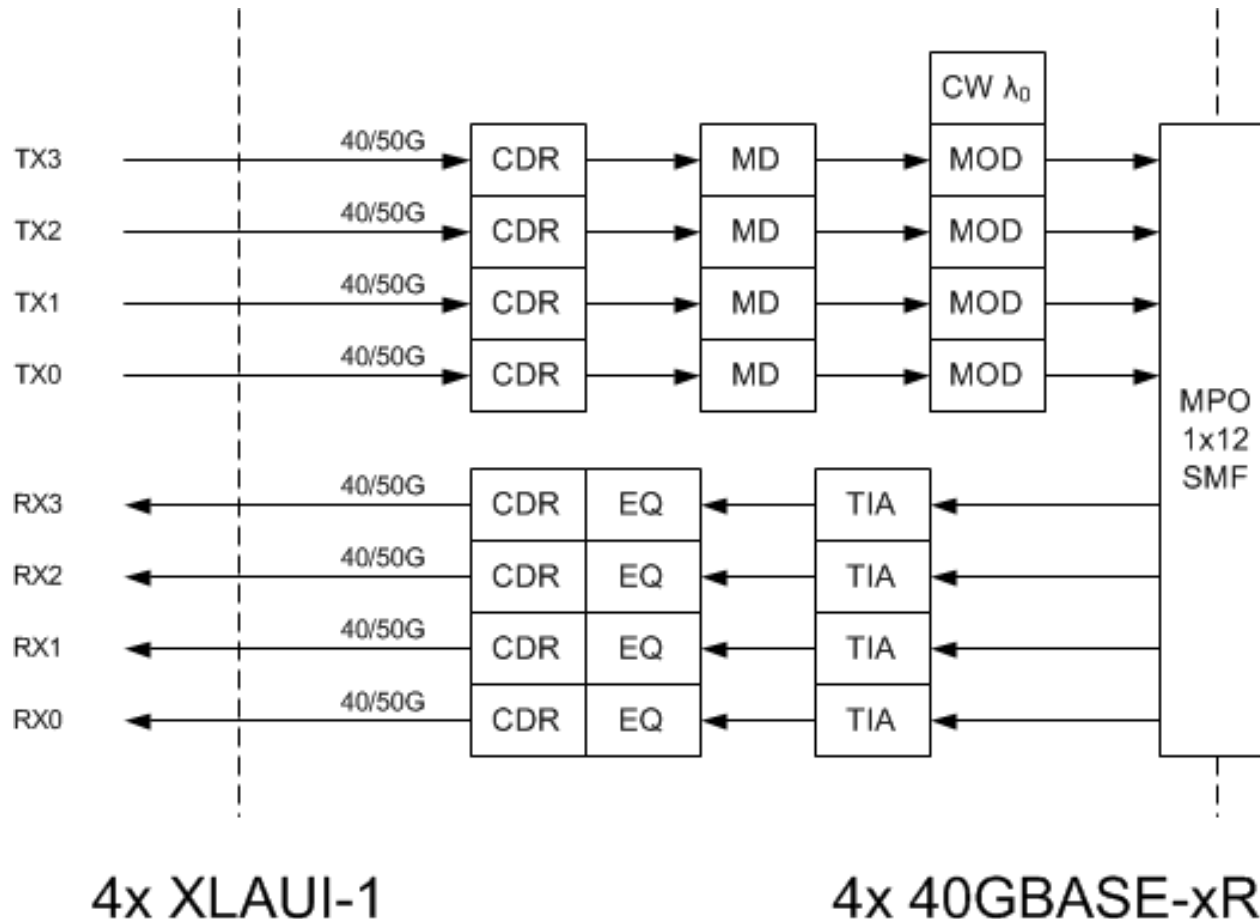 CW λ0
TX3 40/50G CDR MD MOD
TX2 40/50G CDR MD MOD
TX1 40/50G CDR MD MOD
TX0 40/50G CDR MD MOD
MPO
1x12
SMF
RX3 40/50G CDR EQ TIA
RX2 40/50G CDR EQ TIA
RX1 40/50G CDR EQ TIA
RX0 40/50G CDR EQ TIA
4x XLAUI-1 4x 40GBASE-xR